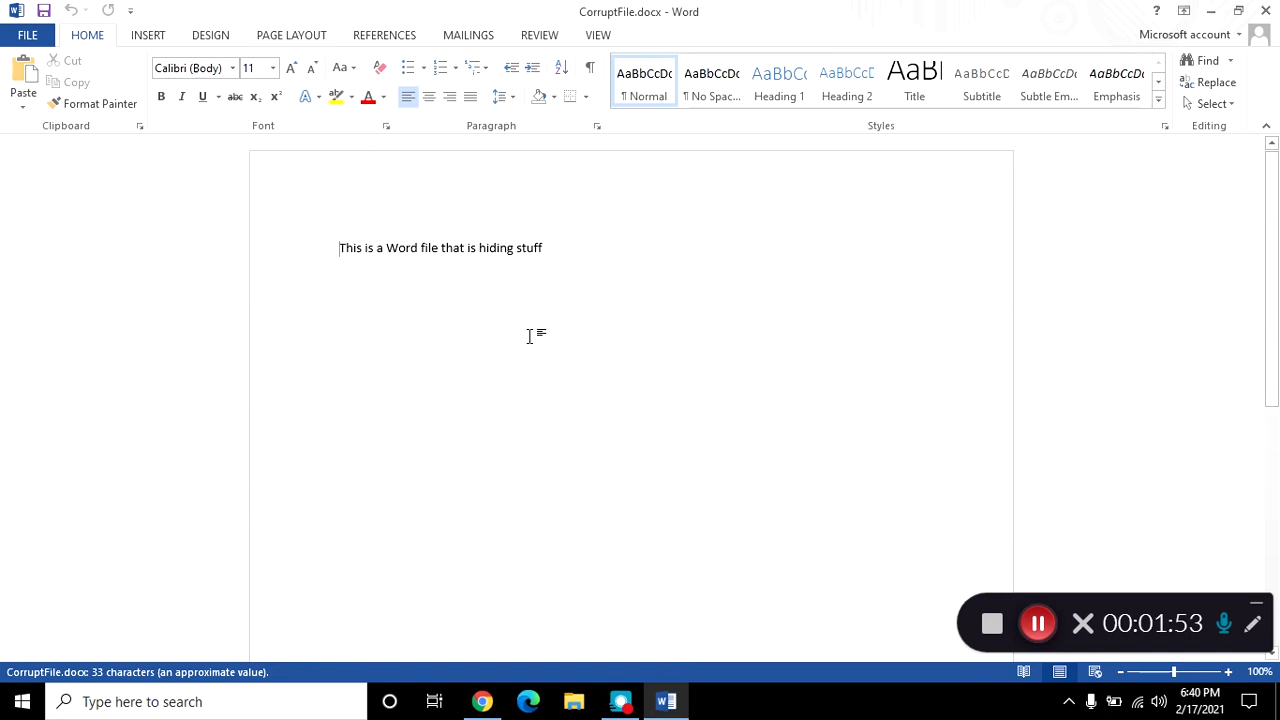 CorruptFile.docx - Word
FILE HOME INSERT DESIGN PAGE LAYOUT REFERENCES MAILINGS REVIEW VIEW Microsoft account
Paste
Cut
Copy
Format Painter
Calibri (Body) 11
AaBbCcDc AaBbCcDc AaBbCc AaBbCcD AaBl AaBbCcD AaBbCcDc AaBbCcDc
¶ Normal ¶ No Spac... Heading 1 Heading 2 Title Subtitle Subtle Em... Emphasis
Find
Replace
Select
Clipboard Font Paragraph Styles Editing
This is a Word file that is hiding stuff
00:01:53
CorruptFile.docx: 33 characters (an approximate value). 100%
Type here to search
6:40 PM
2/17/2021